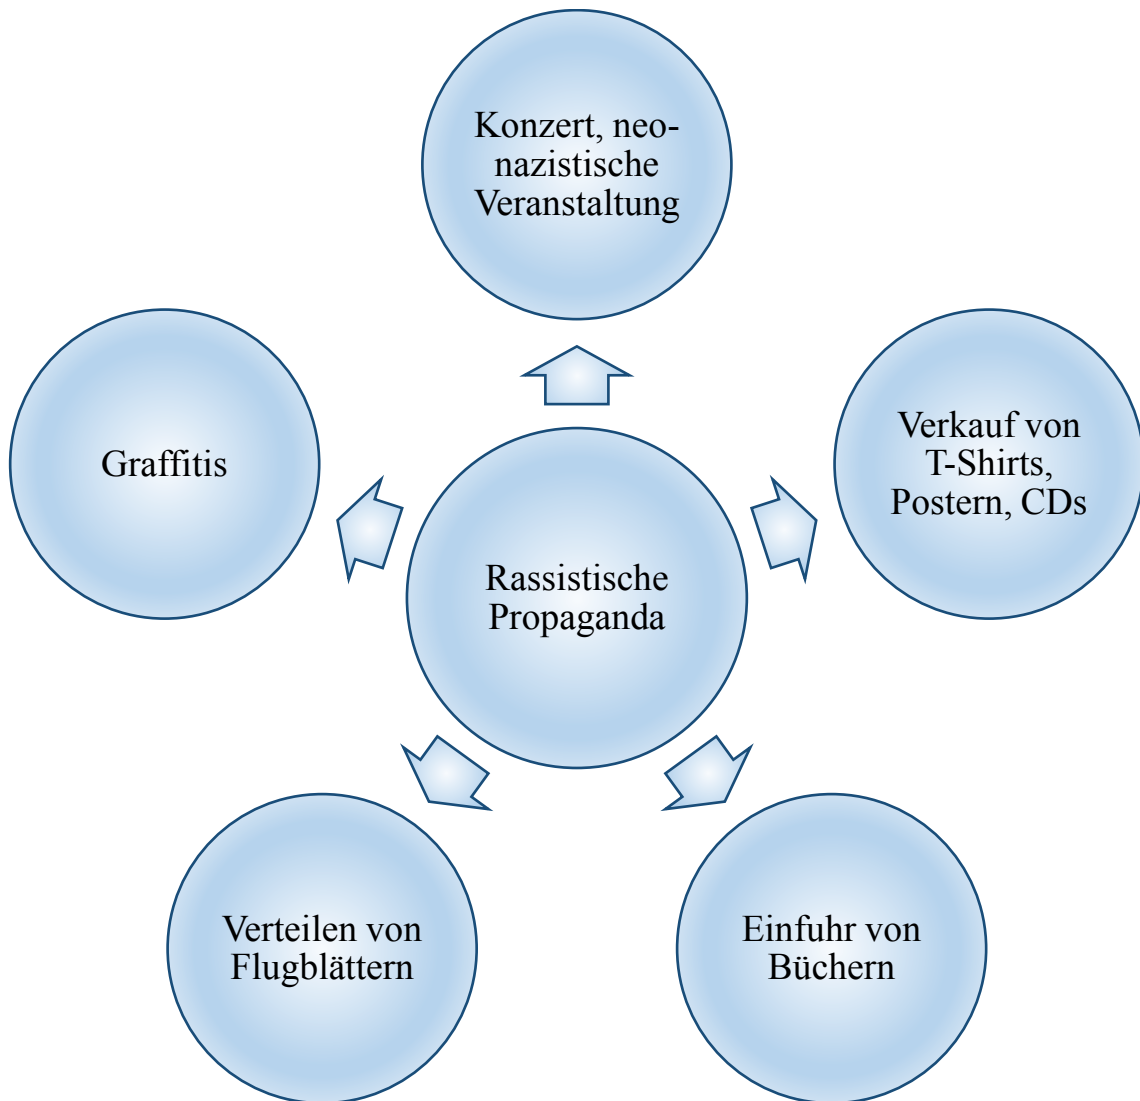 Konzert, neo-
nazistische
Veranstaltung
Graffitis
Verkauf von
T-Shirts,
Postern, CDs
Rassistische
Propaganda
Verteilen von
Flugblättern
Einfuhr von
Büchern